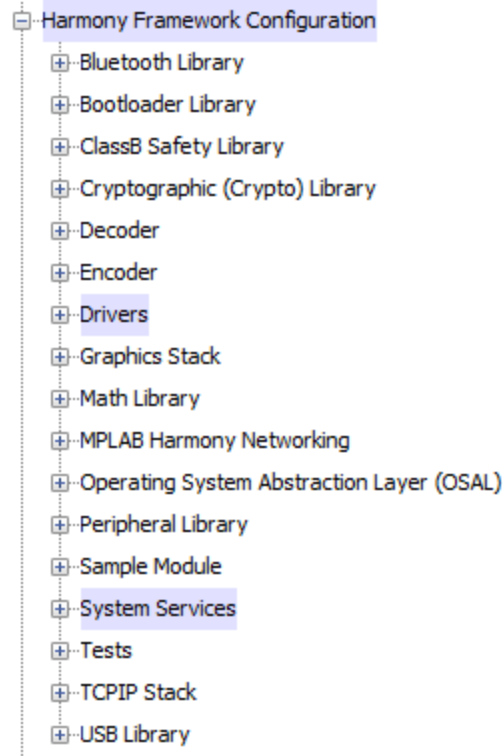 Harmony Framework Configuration
Bluetooth Library
Bootloader Library
ClassB Safety Library
Cryptographic (Crypto) Library
Decoder
Encoder
Drivers
Graphics Stack
Math Library
MPLAB Harmony Networking
Operating System Abstraction Layer (OSAL)
Peripheral Library
Sample Module
System Services
Tests
TCPIP Stack
USB Library